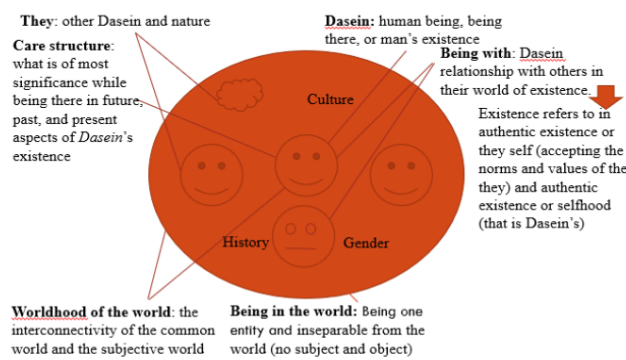 They: other Dasein and nature
Care structure:
what is of most
significance while
being there in future,
past, and present
aspects of Dasein's
existence
Dasein: human being, being
there, or man's existence
Being with: Dasein
relationship with others in
their world of existence.
Existence refers to in
authentic existence or
they self (accepting the
norms and values of the
they) and authentic
existence or selfhood
(that is Dasein's)
Culture
History
Gender
Worldhood of the world: the
interconnectivity of the common
world and the subjective world
Being in the world: Being one
entity and inseparable from the
world (no subject and object)